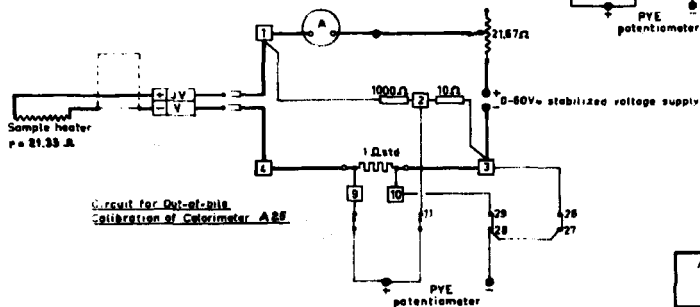 PYE
potentiometer
+
-
1
A
21,67Ω
1000Ω
2
10Ω
+
-
0-60V= stabilized voltage supply
+
V
-
V
Sample heater
r = 21.33 Ω
4
1 Ω std
3
9
10
11
29
28
26
27
Circuit for Out-of-pile
Calibration of Calorimeter A 25
+
-
PYE
potentiometer